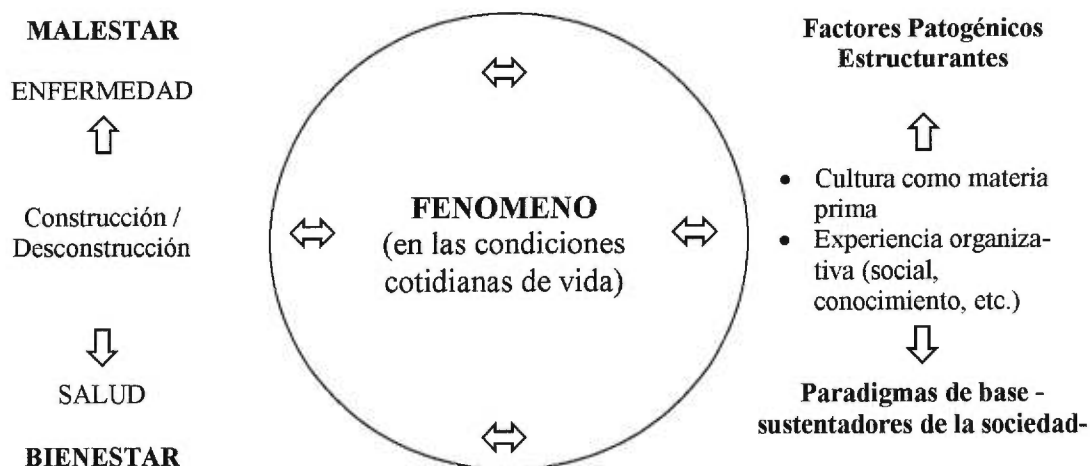 MALESTAR
ENFERMEDAD
Construcción /
Desconstrucción
SALUD
BIENESTAR
FENOMENO
(en las condiciones
cotidianas de vida)
Factores Patogénicos
Estructurantes
• Cultura como materia
prima
• Experiencia organiza-
tiva (social,
conocimiento, etc.)
Paradigmas de base -
sustentadores de la sociedad-